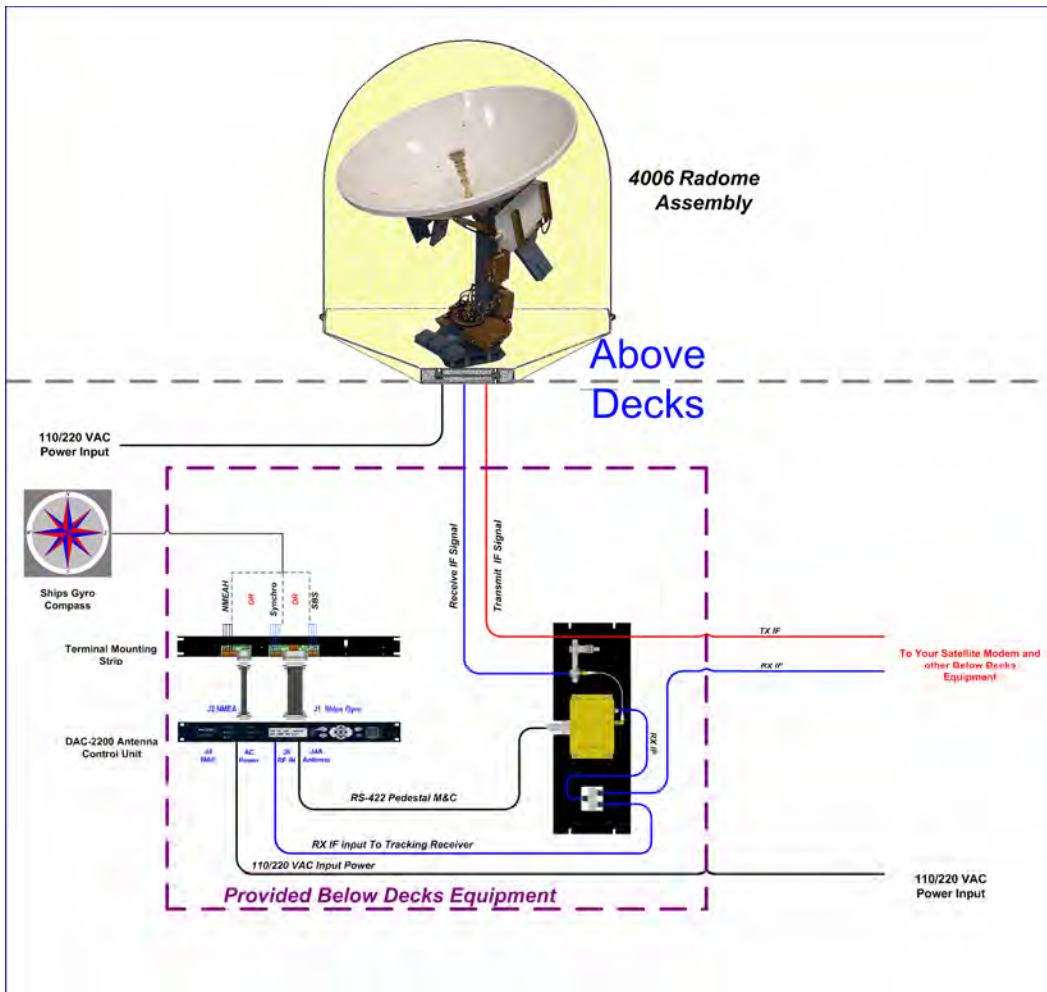 4006 Radome
Assembly
Above
Decks
110/220 VAC
Power Input
Ships Gyro
Compass
NMEAH
OR
Synchro
OR
SBS
Receive IF Signal
Transmit IF Signal
Terminal Mounting
Strip
TX IF
To Your Satellite Modem and
other Below Decks
Equipment
RX IF
J2 NMEA
J1 Ships Gyro
DAC-2200 Antenna
Control Unit
AC
Power
RF IN
J4A
Antenna
RX IF
RS-422 Pedestal M&C
RX IF input To Tracking Receiver
110/220 VAC Input Power
110/220 VAC
Power Input
Provided Below Decks Equipment